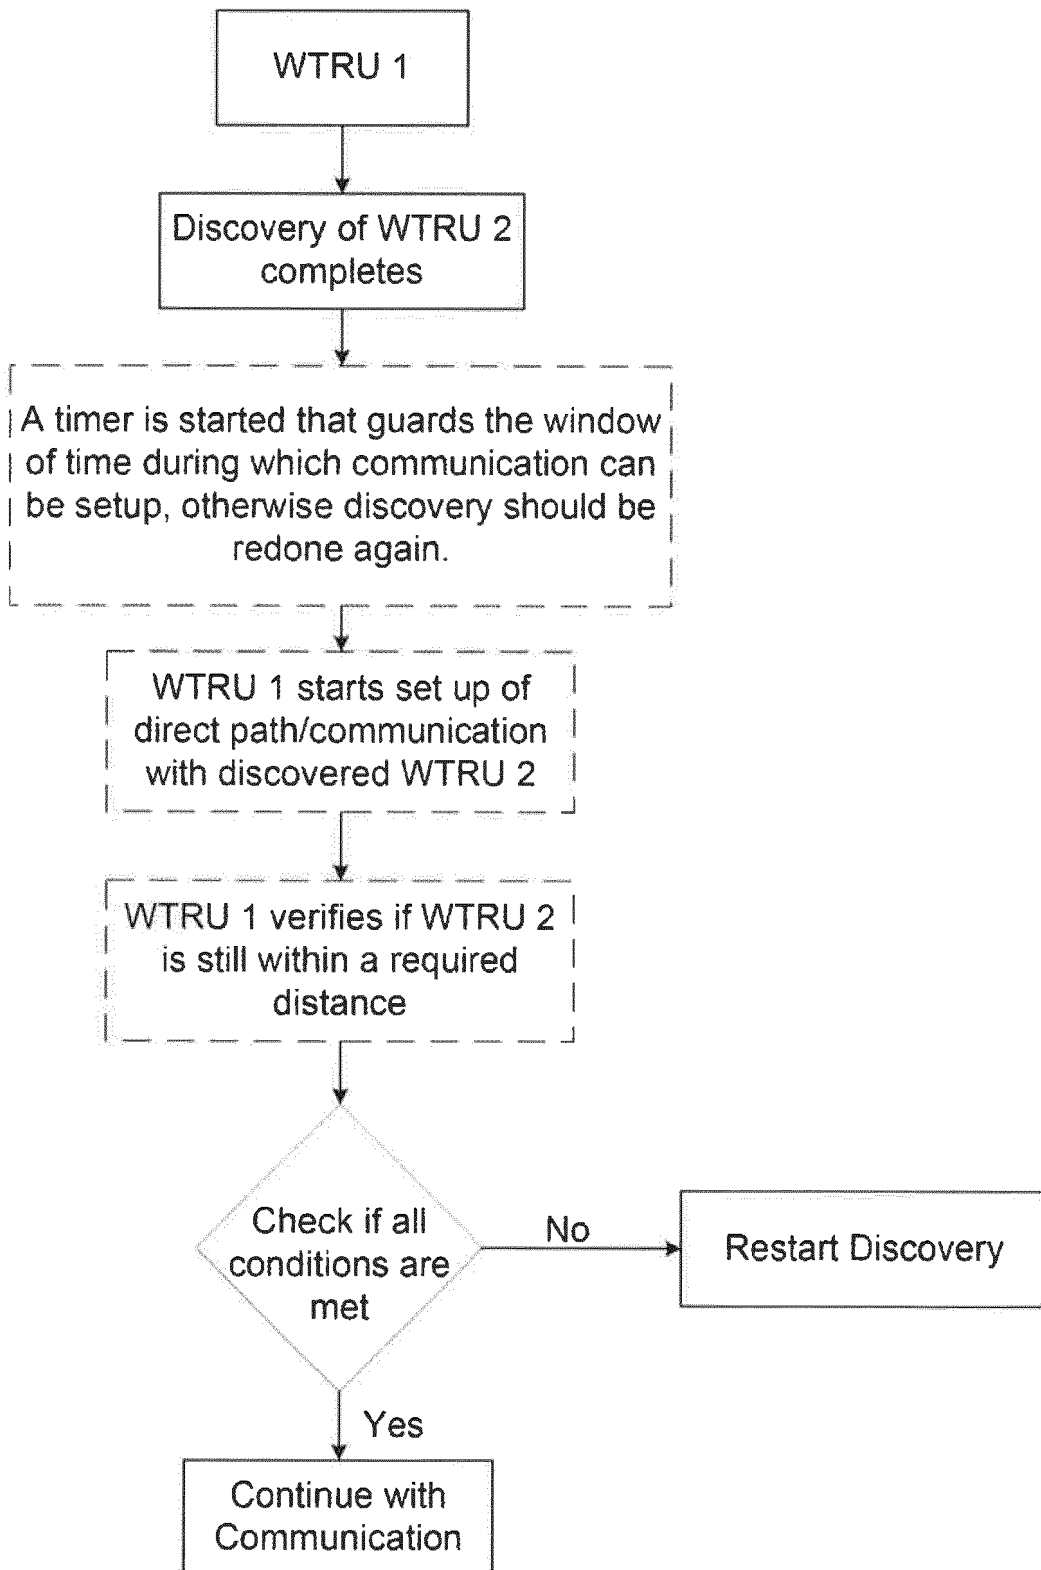 WTRU 1
Discovery of WTRU 2
completes
A timer is started that guards the window
of time during which communication can
be setup, otherwise discovery should be
redone again.
WTRU 1 starts set up of
direct path/communication
with discovered WTRU 2
WTRU 1 verifies if WTRU 2
is still within a required
distance
Check if all
conditions are
met
No
Restart Discovery
Yes
Continue with
Communication